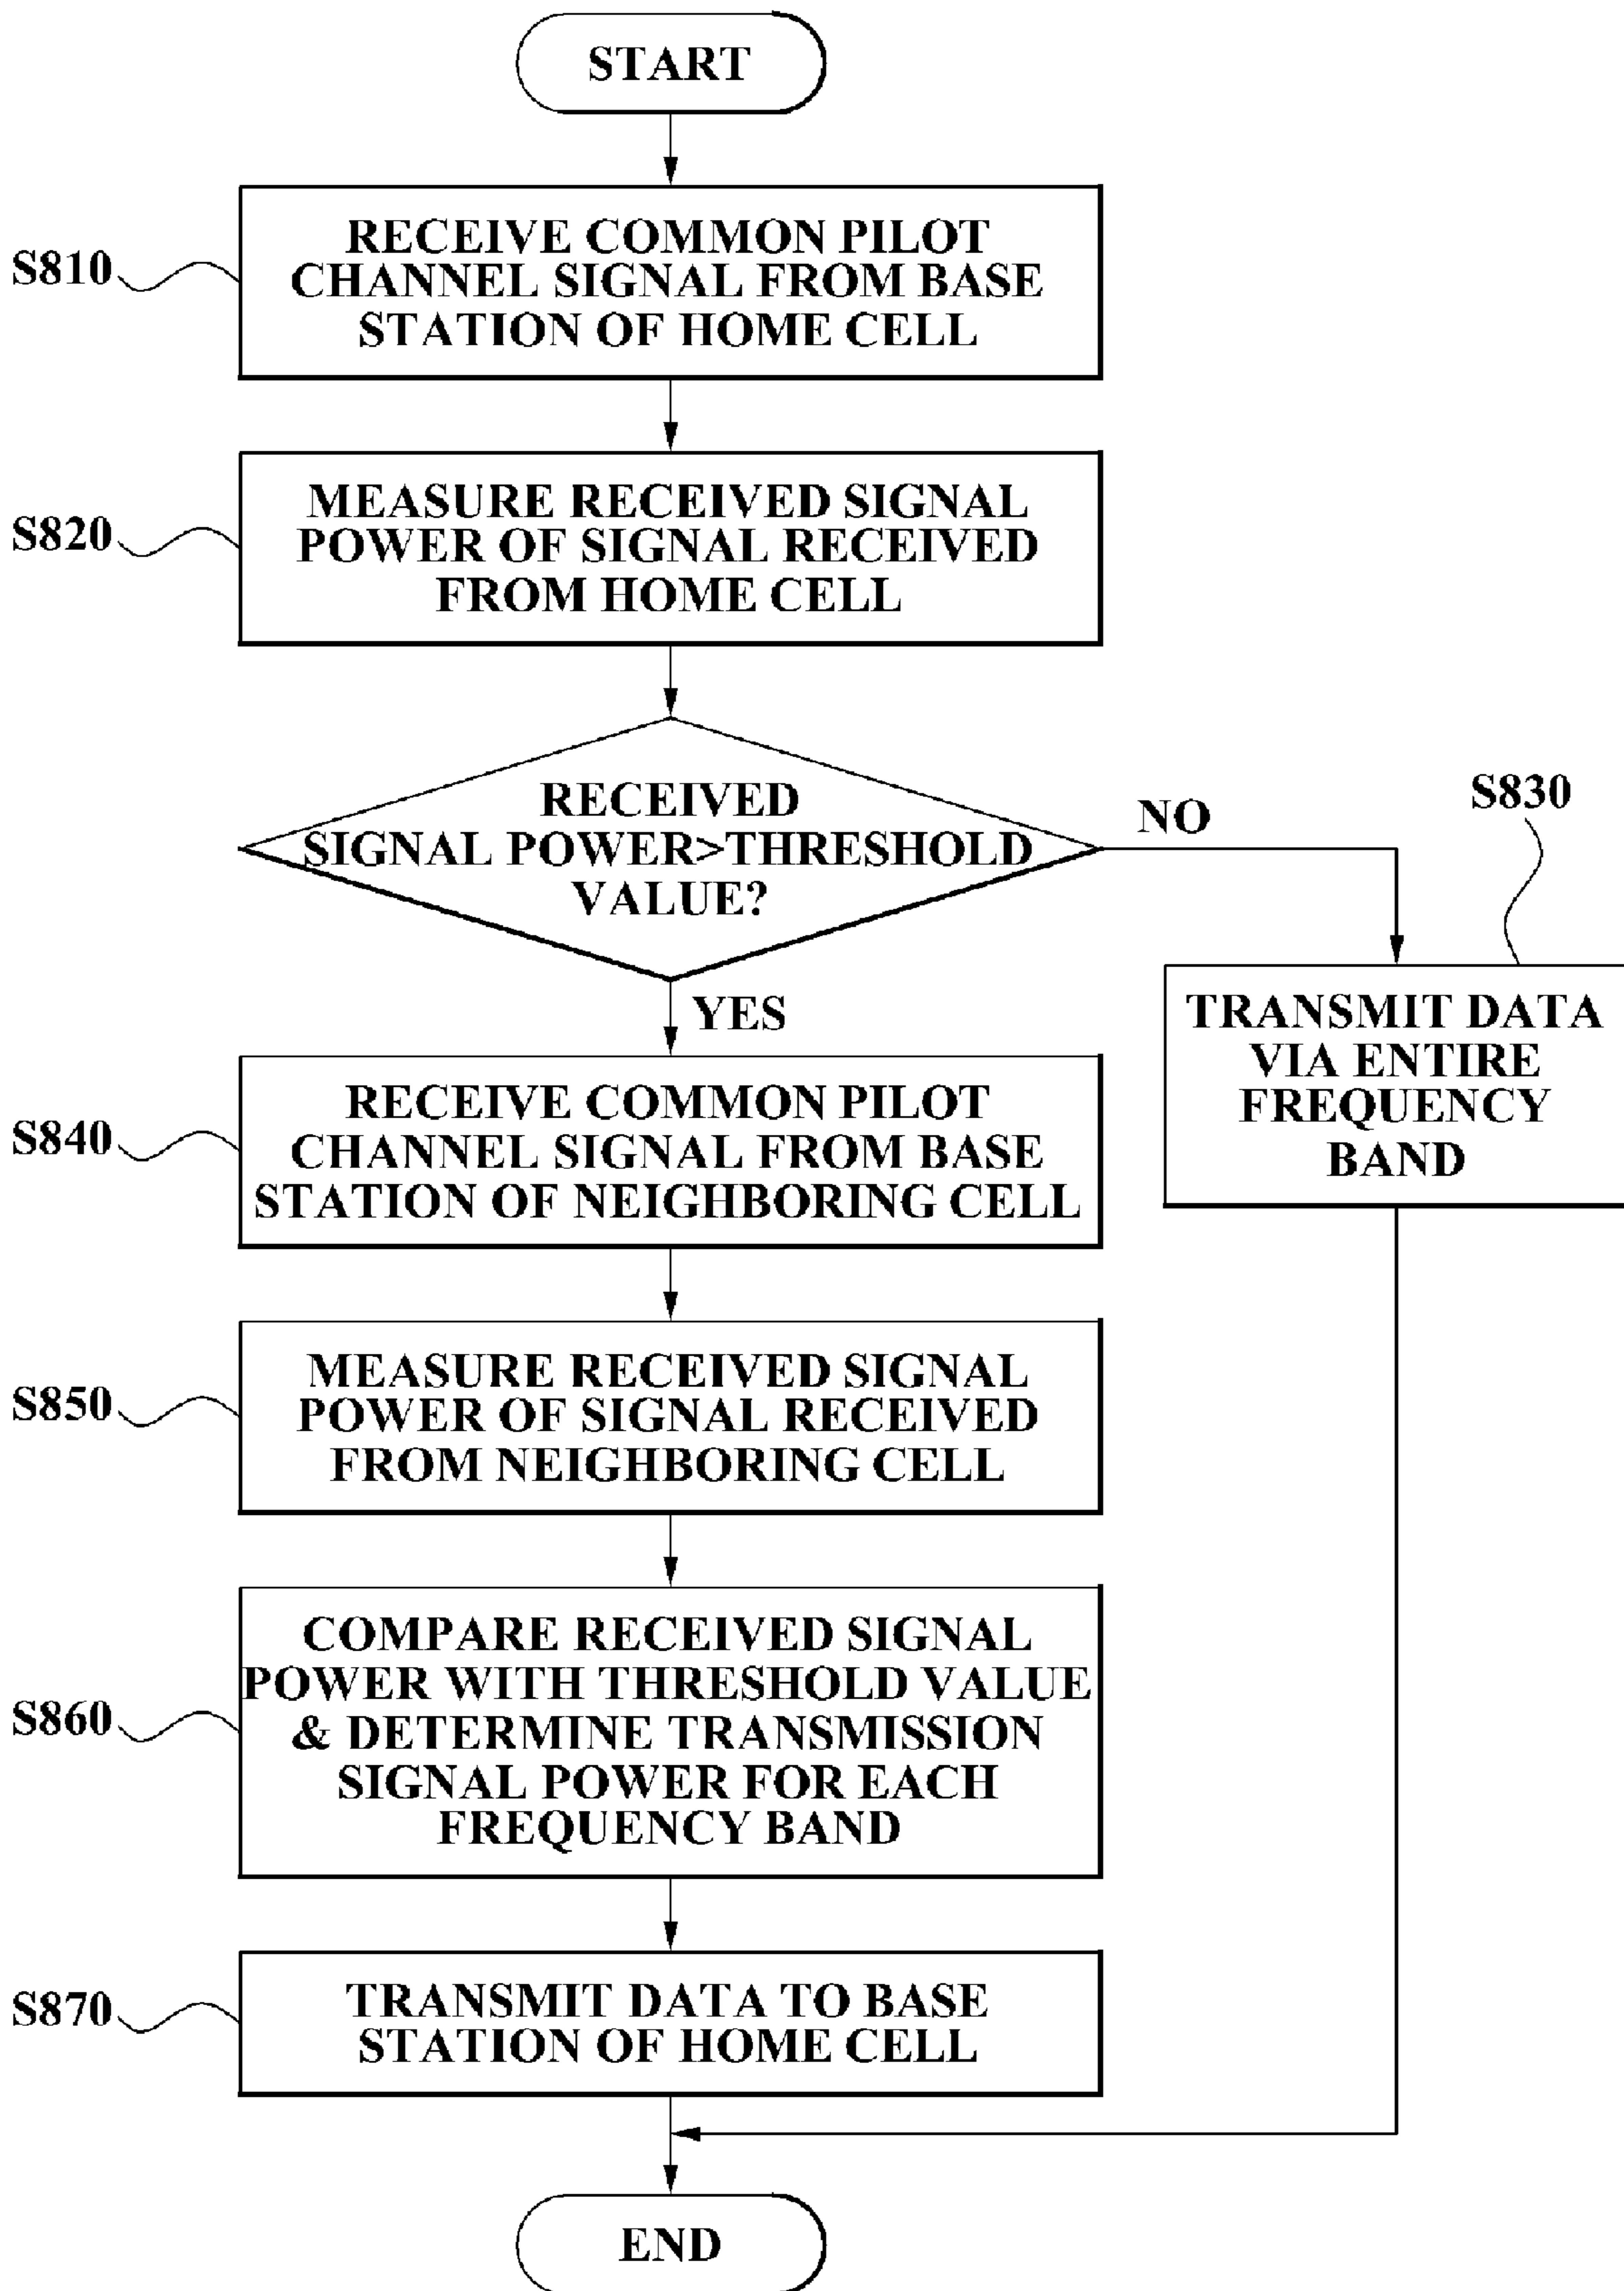 START
S810
RECEIVE COMMON PILOT
CHANNEL SIGNAL FROM BASE
STATION OF HOME CELL
S820
MEASURE RECEIVED SIGNAL
POWER OF SIGNAL RECEIVED
FROM HOME CELL
RECEIVED
SIGNAL POWER>THRESHOLD
VALUE?
NO
S830
TRANSMIT DATA
VIA ENTIRE
FREQUENCY
BAND
YES
S840
RECEIVE COMMON PILOT
CHANNEL SIGNAL FROM BASE
STATION OF NEIGHBORING CELL
S850
MEASURE RECEIVED SIGNAL
POWER OF SIGNAL RECEIVED
FROM NEIGHBORING CELL
S860
COMPARE RECEIVED SIGNAL
POWER WITH THRESHOLD VALUE
& DETERMINE TRANSMISSION
SIGNAL POWER FOR EACH
FREQUENCY BAND
S870
TRANSMIT DATA TO BASE
STATION OF HOME CELL
END